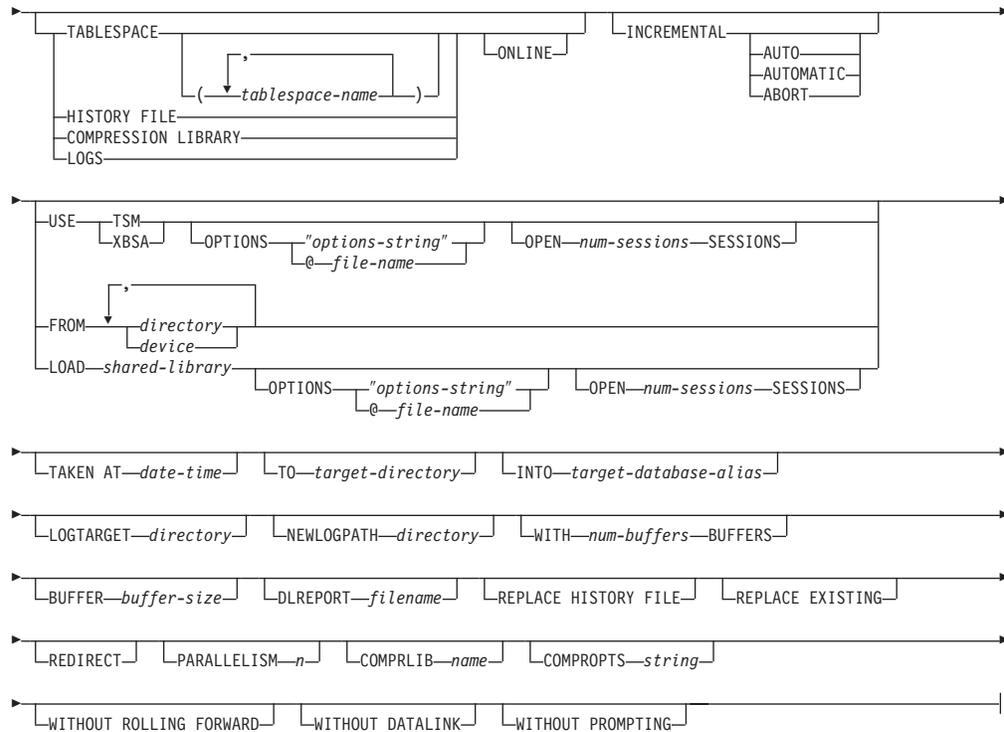 TABLESPACE
,
( tablespace-name )
HISTORY FILE
COMPRESSION LIBRARY
LOGS
ONLINE
INCREMENTAL
AUTO
AUTOMATIC
ABORT
USE TSM
XBSA
OPTIONS "options-string"
@ file-name
OPEN num-sessions SESSIONS
,
FROM directory
device
LOAD shared-library
OPTIONS "options-string"
@ file-name
OPEN num-sessions SESSIONS
TAKEN AT date-time TO target-directory INTO target-database-alias
LOGTARGET directory NEWLOGPATH directory WITH num-buffers BUFFERS
BUFFER buffer-size DLREPORT filename REPLACE HISTORY FILE REPLACE EXISTING
REDIRECT PARALLELISM n COMPRLIB name COMPROPTS string
WITHOUT ROLLING FORWARD WITHOUT DATALINK WITHOUT PROMPTING